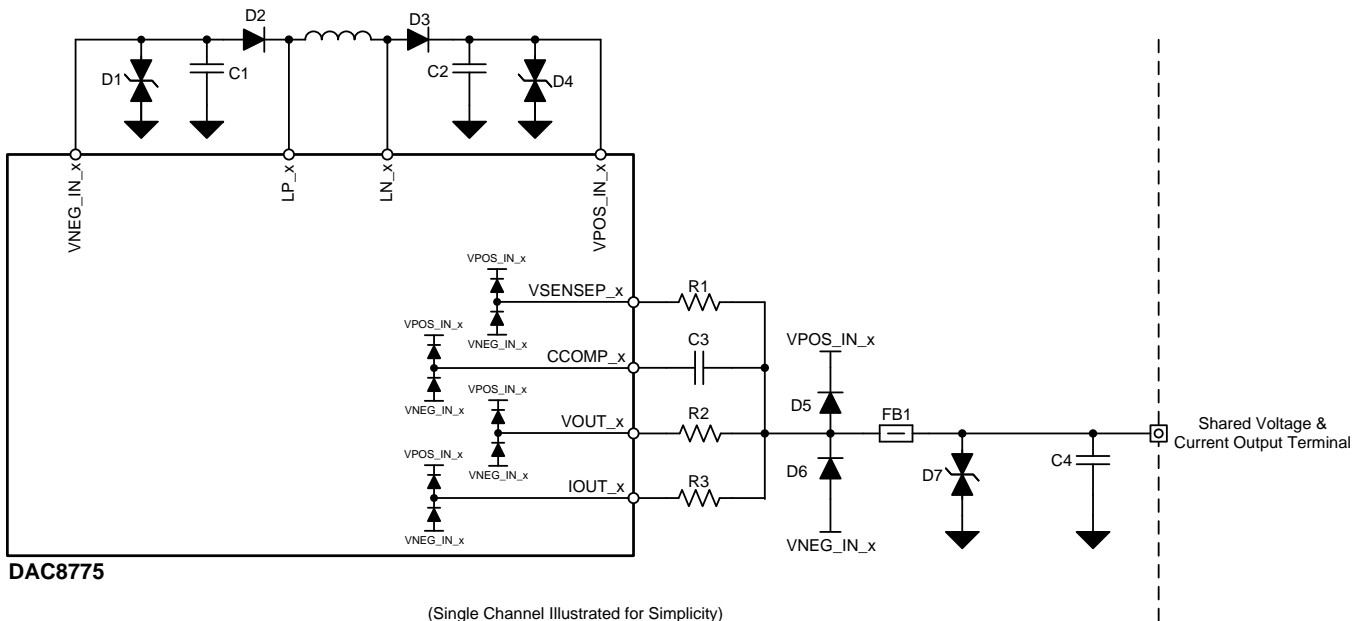 D2
D3
D1
C1
C2
D4
VNEG_IN_x
LP_x
LN_x
VPOS_IN_x
VPOS_IN_x
VSENSEP_x
R1
VNEG_IN_x
VPOS_IN_x
CCOMP_x
C3
VPOS_IN_x
VNEG_IN_x
VPOS_IN_x
VOUT_x
R2
D5
FB1
Shared Voltage &
Current Output Terminal
VPOS_IN_x
VNEG_IN_x
D6
D7
C4
IOUT_x
R3
VNEG_IN_x
VNEG_IN_x
DAC8775
(Single Channel Illustrated for Simplicity)